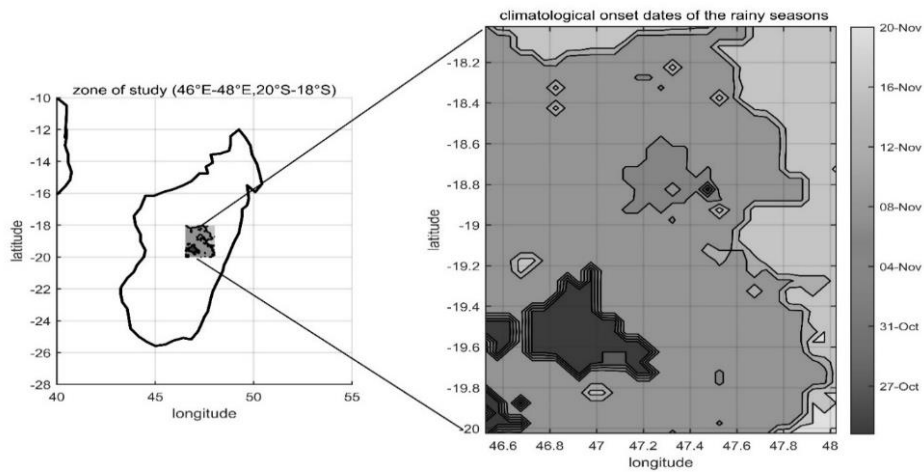 climatological onset dates of the rainy seasons
zone of study (46°E-48°E,20°S-18°S)
-10
-12
-14
-16
-18
-20
-22
-24
-26
-28
latitude
40 45 50 55
longitude
-18.2
-18.4
-18.6
-18.8
-19
-19.2
-19.4
-19.6
-19.8
-20
latitude
46.6 46.8 47 47.2 47.4 47.6 47.8 48
longitude
20-Nov
16-Nov
12-Nov
08-Nov
04-Nov
31-Oct
27-Oct